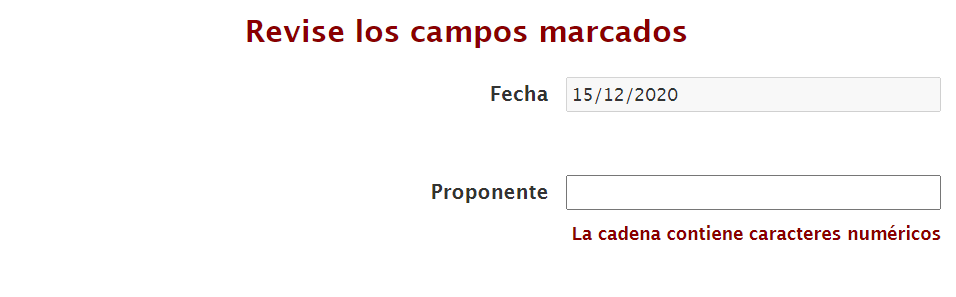 Revise los campos marcados
Fecha 15/12/2020
Proponente
La cadena contiene caracteres numéricos